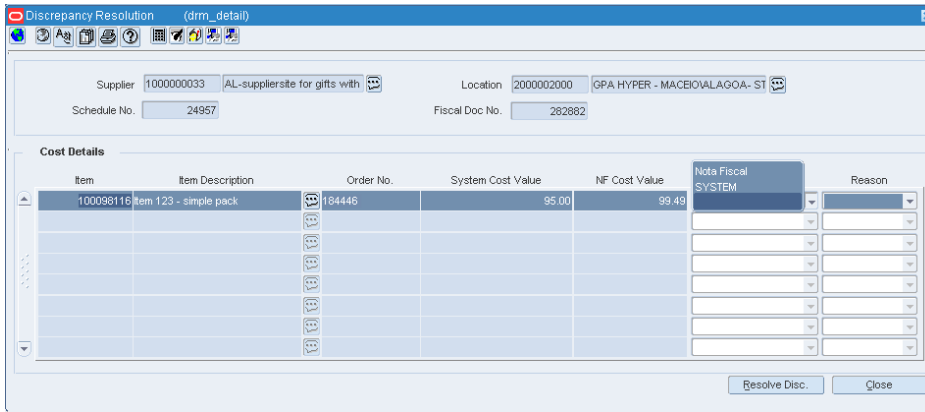 Discrepancy Resolution (drm_detail)
Supplier 1000000033 AL-suppliersite for gifts with Location 2000002000 GPA HYPER - MACEIO\ALAGOA- ST
Schedule No. 24957 Fiscal Doc No. 282882
Cost Details
Item Item Description Order No. System Cost Value NF Cost Value Reason
Nota Fiscal
SYSTEM
100098116 Item 123 - simple pack 184446 95.00 99.49
Resolve Disc. Close